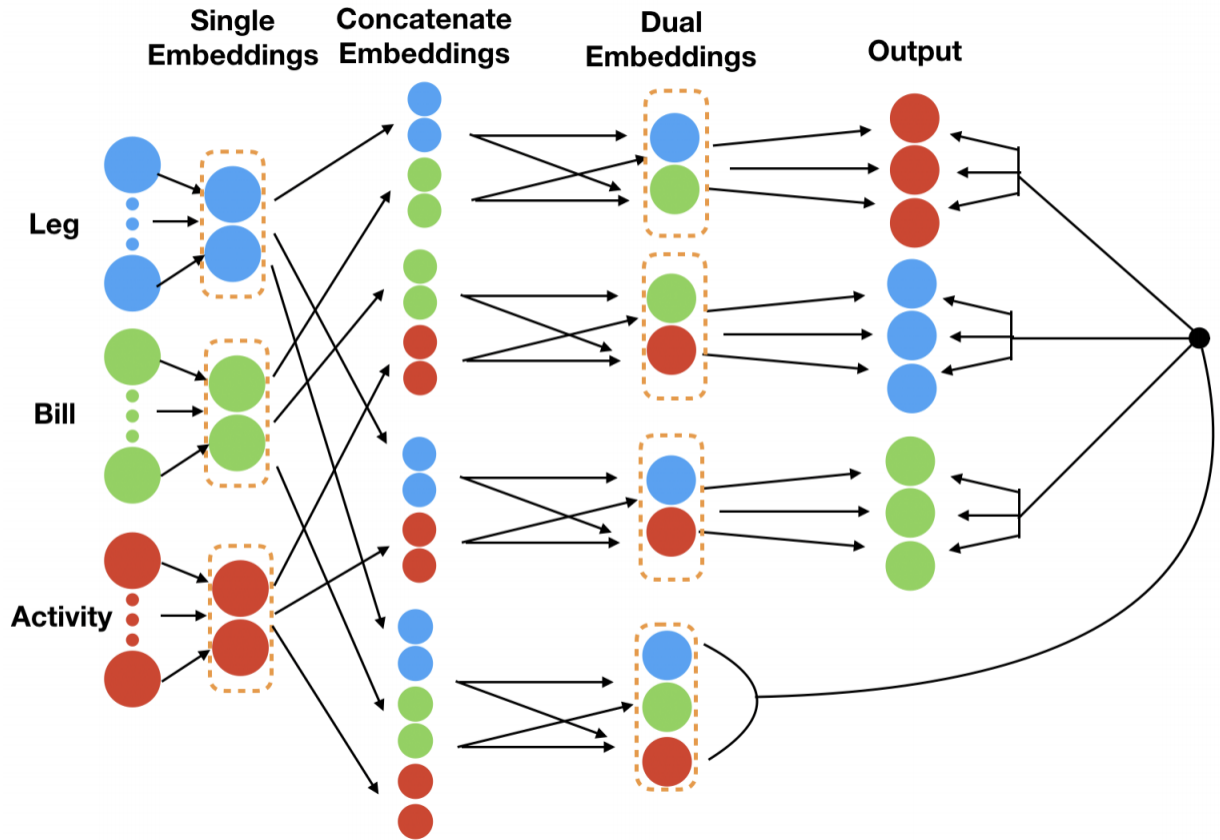 Single
Embeddings
Concatenate
Embeddings
Dual
Embeddings
Output
Leg
Bill
Activity